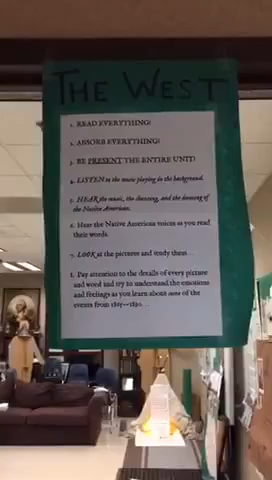 THE WEST
1. READ EVERYTHING!
2. ABSORB EVERYTHING!
3. BE PRESENT THE ENTIRE UNIT!
4. LISTEN to the music playing in the background.
5. HEAR the music, the chanting, and the dancing of
the Native Americans.
6. Hear the Native American voices as you read
their words.
7. LOOK at the pictures and study them...
8. Pay attention to the details of every picture
and word and try to understand the emotions
and feelings as you learn about some of the
events from 1865--1890.